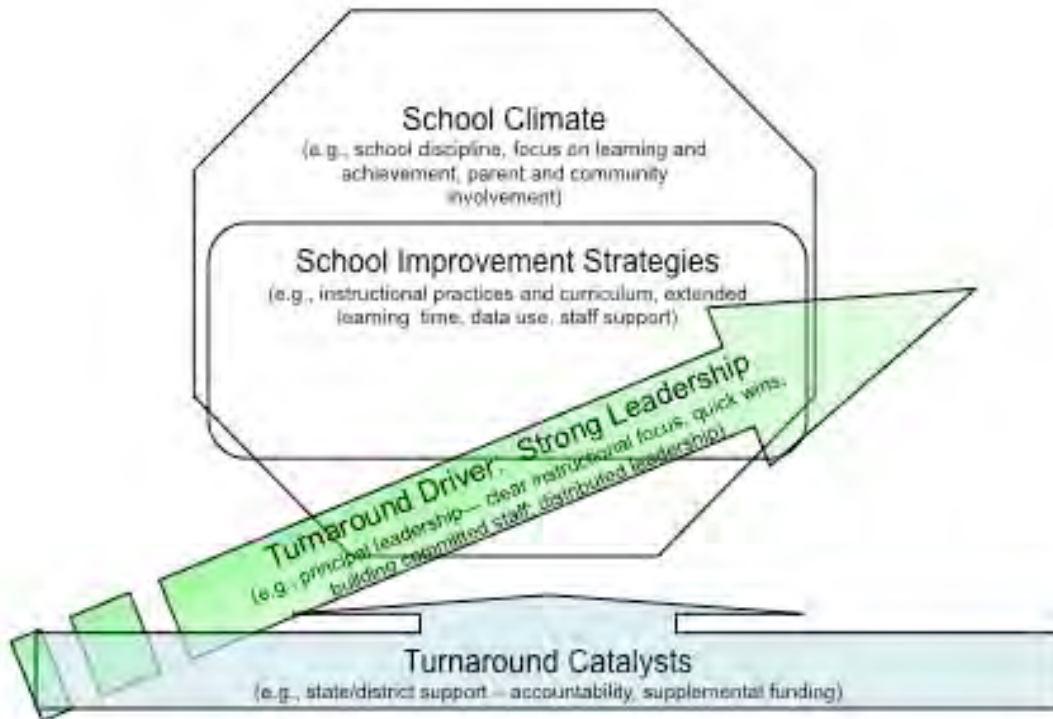 School Climate
(e.g., school discipline, focus on learning and
achievement, parent and community
involvement)
School Improvement Strategies
(e.g., instructional practices and curriculum, extended
learning time, data use, staff support)
Turnaround Driver: Strong Leadership
(e.g., principal leadership— clear instructional focus, quick wins,
building committed staff; distributed leadership)
Turnaround Catalysts
(e.g., state/district support – accountability, supplemental funding)